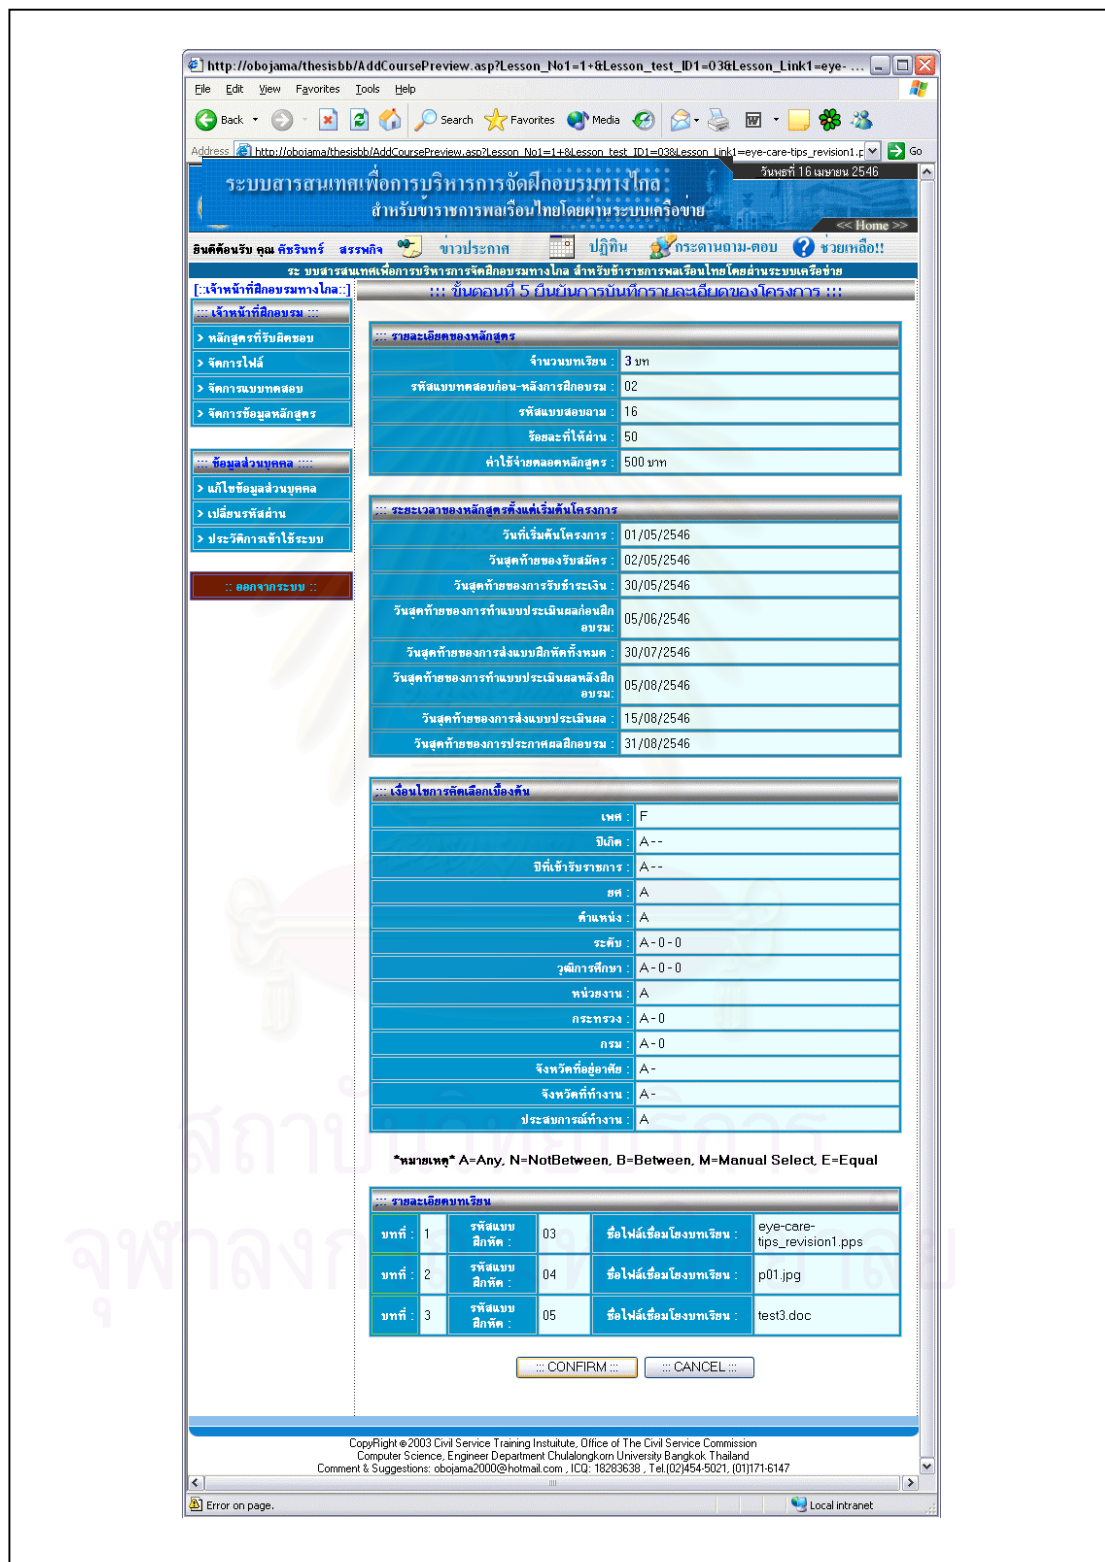 http://obojama/thesisbb/AddCoursePreview.asp?Lesson_No1=1+&Lesson_test_ID1=03&Lesson_Link1=eye- ...
File Edit View Favorites Tools Help
Back Search Favorites Media
Address http://obojama/thesisbb/AddCoursePreview.asp?Lesson_No1=1+&Lesson_test_ID1=03&Lesson_Link1=eye-care-tips_revision1.p Go
วันพุธที่ 16 เมษายน 2546
ระบบสารสนเทศเพื่อการบริหารการจัดฝึกอบรมทางไกล
สำหรับข้าราชการพลเรือนไทยโดยผ่านระบบเครือข่าย
<< Home >>
ยินดีต้อนรับ คุณ คัชรินทร์ สรรพกิจ ข่าวประกาศ ปฏิทิน กระดานถาม-ตอบ ช่วยเหลือ!!
ระบบสารสนเทศเพื่อการบริหารการจัดฝึกอบรมทางไกล สำหรับข้าราชการพลเรือนไทยโดยผ่านระบบเครือข่าย
[::เจ้าหน้าที่ฝึกอบรมทางไกล::]
::: เจ้าหน้าที่ฝึกอบรม :::
> หลักสูตรที่รับผิดชอบ
> จัดการไฟล์
> จัดการแบบทดสอบ
> จัดการข้อมูลหลักสูตร
::: ข้อมูลส่วนบุคคล ::::
> แก้ไขข้อมูลส่วนบุคคล
> เปลี่ยนรหัสผ่าน
> ประวัติการเข้าใช้ระบบ
:: ออกจากระบบ ::
::: ขั้นตอนที่ 5 ยืนยันการบันทึกรายละเอียดของโครงการ :::
::: รายละเอียดของหลักสูตร
จำนวนบทเรียน : 3 บท
รหัสแบบทดสอบก่อน-หลังการฝึกอบรม : 02
รหัสแบบสอบถาม : 16
ร้อยละที่ให้ผ่าน : 50
ค่าใช้จ่ายตลอดหลักสูตร : 500 บาท
::: ระยะเวลาของหลักสูตรตั้งแต่เริ่มต้นโครงการ
วันที่เริ่มต้นโครงการ : 01/05/2546
วันสุดท้ายของรับสมัคร : 02/05/2546
วันสุดท้ายของการรับชำระเงิน : 30/05/2546
วันสุดท้ายของการทำแบบประเมินผลก่อนฝึก
อบรม: 05/06/2546
วันสุดท้ายของการส่งแบบฝึกหัดทั้งหมด : 30/07/2546
วันสุดท้ายของการทำแบบประเมินผลหลังฝึก
อบรม: 05/08/2546
วันสุดท้ายของการส่งแบบประเมินผล : 15/08/2546
วันสุดท้ายของการประกาศผลฝึกอบรม : 31/08/2546
::: เงื่อนไขการคัดเลือกเบื้องต้น
เพศ : F
ปีเกิด : A--
ปีที่เข้ารับราชการ : A--
ยศ : A
ตำแหน่ง : A
ระดับ : A-0-0
วุฒิการศึกษา : A-0-0
หน่วยงาน : A
กระทรวง : A-0
กรม : A-0
จังหวัดที่อยู่อาศัย : A-
จังหวัดที่ทำงาน : A-
ประสบการณ์ทำงาน : A
*หมายเหตุ* A=Any, N=NotBetween, B=Between, M=Manual Select, E=Equal
::: รายละเอียดบทเรียน
บทที่ : 1 รหัสแบบฝึกหัด : 03 ชื่อไฟล์เชื่อมโยงบทเรียน : eye-care-tips_revision1.pps
บทที่ : 2 รหัสแบบฝึกหัด : 04 ชื่อไฟล์เชื่อมโยงบทเรียน : p01.jpg
บทที่ : 3 รหัสแบบฝึกหัด : 05 ชื่อไฟล์เชื่อมโยงบทเรียน : test3.doc
::: CONFIRM ::: ::: CANCEL :::
CopyRight ©2003 Civil Service Training Instuitute, Office of The Civil Service Commission
Computer Science, Engineer Department Chulalongkorn University Bangkok Thailand
Comment & Suggestions: obojama2000@hotmail.com , ICQ: 18283638 , Tel.(02)454-5021, (01)171-6147
Error on page. Local intranet
สถาบันวิทยบริการ
จุฬาลงกรณ์มหาวิทยาลัย